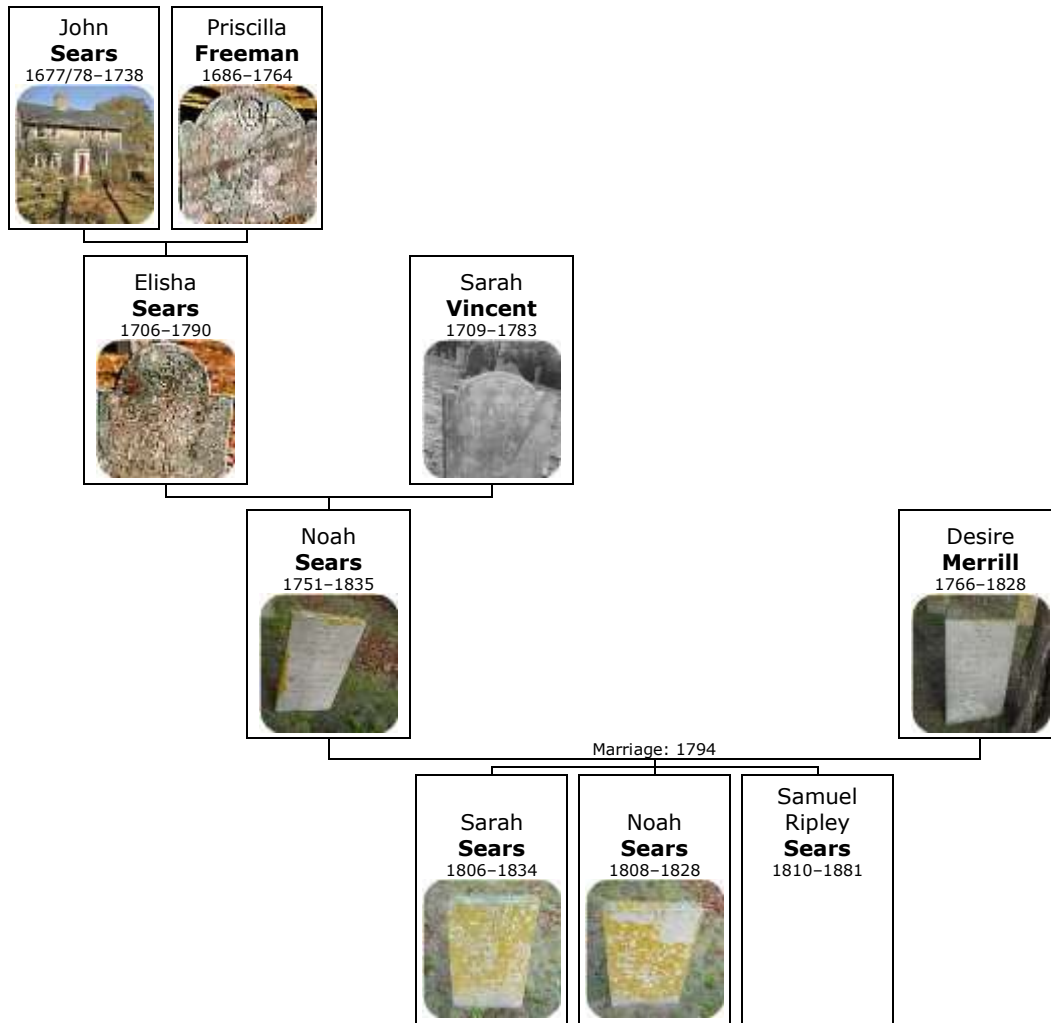 John
Sears
1677/78–1738
Priscilla
Freeman
1686–1764
Elisha
Sears
1706–1790
Sarah
Vincent
1709–1783
Noah
Sears
1751–1835
Desire
Merrill
1766–1828
Marriage: 1794
Sarah
Sears
1806–1834
Noah
Sears
1808–1828
Samuel
Ripley
Sears
1810–1881